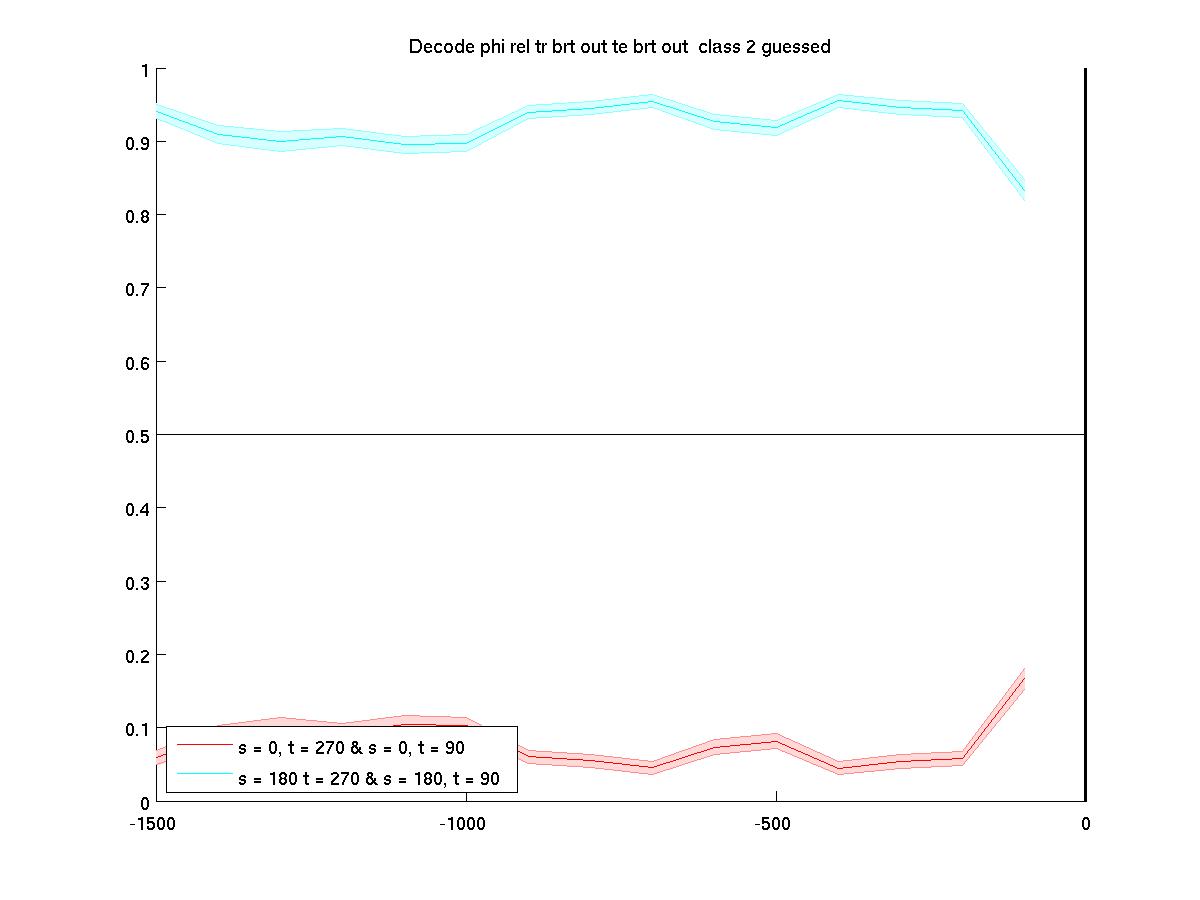 Decode phi rel tr brt out te brt out  class 2 guessed
1
0.9
0.8
0.7
0.6
0.5
0.4
0.3
0.2
0.1
0
s = 0, t = 270 & s = 0, t = 90
s = 180 t = 270 & s = 180, t = 90
-1500 -1000 -500 0